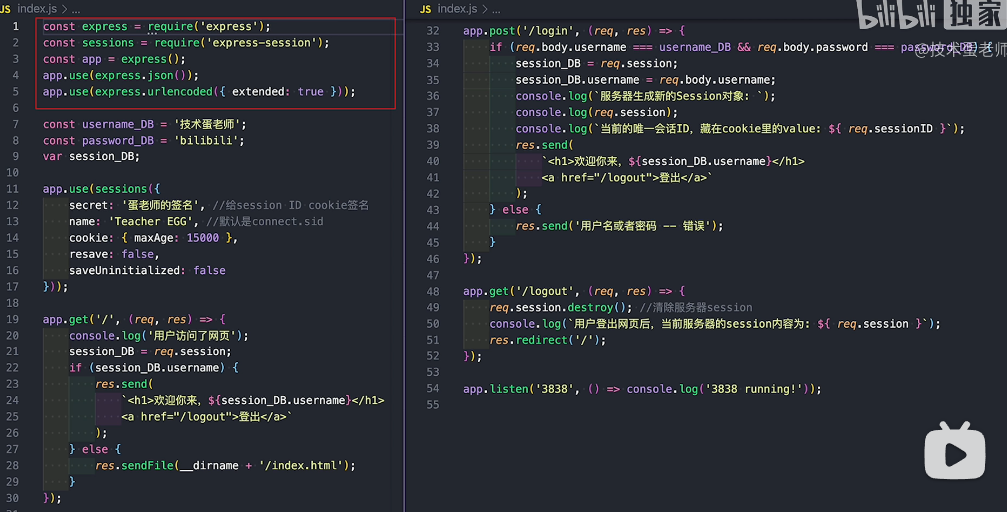 JS index.js > ...
1 const express = require('express');
2 const sessions = require('express-session');
3 const app = express();
4 app.use(express.json());
5 app.use(express.urlencoded({ extended: true }));
6
7 const username_DB = '技术蛋老师';
8 const password_DB = 'bilibili';
9 var session_DB;
10
11 app.use(sessions({
12 secret: '蛋老师的签名', //给session ID cookie签名
13 name: 'Teacher EGG', //默认是connect.sid
14 cookie: { maxAge: 15000 },
15 resave: false,
16 saveUninitialized: false
17 }));
18
19 app.get('/', (req, res) => {
20 console.log('用户访问了网页');
21 session_DB = req.session;
22 if (session_DB.username) {
23 res.send(
24 `<h1>欢迎你来, ${session_DB.username}</h1>
25 <a href="/logout">登出</a>`
26 );
27 } else {
28 res.sendFile(__dirname + '/index.html');
29 }
30 });
JS index.js > ...
bilibili 独家
@技术蛋老师
32 app.post('/login', (req, res) => {
33 if (req.body.username === username_DB && req.body.password === password_DB) {
34 session_DB = req.session;
35 session_DB.username = req.body.username;
36 console.log(`服务器生成新的Session对象: `);
37 console.log(req.session);
38 console.log(`当前的唯一会话ID, 藏在cookie里的value: ${ req.sessionID }`);
39 res.send(
40 `<h1>欢迎你来, ${session_DB.username}</h1>
41 <a href="/logout">登出</a>`
42 );
43 } else {
44 res.send('用户名或者密码 -- 错误');
45 }
46 });
47
48 app.get('/logout', (req, res) => {
49 req.session.destroy(); //清除服务器session
50 console.log(`用户登出网页后, 当前服务器的session内容为: ${ req.session }`);
51 res.redirect('/');
52 });
53
54 app.listen('3838', () => console.log('3838 running!'));
55